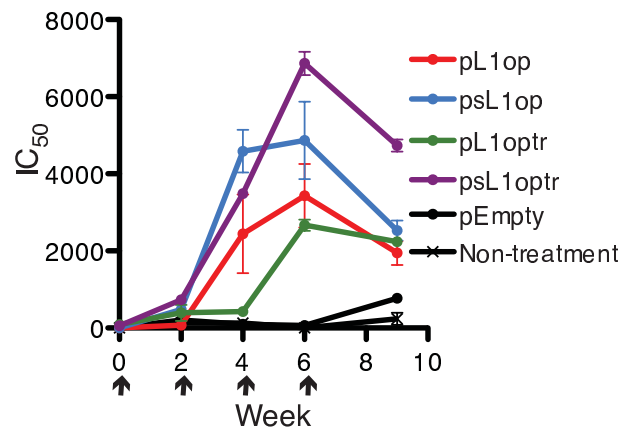 8000
6000
4000
2000
0
IC50
0 2 4 6 8 10
Week
pL1op
psL1op
pL1optr
psL1optr
pEmpty
Non-treatment